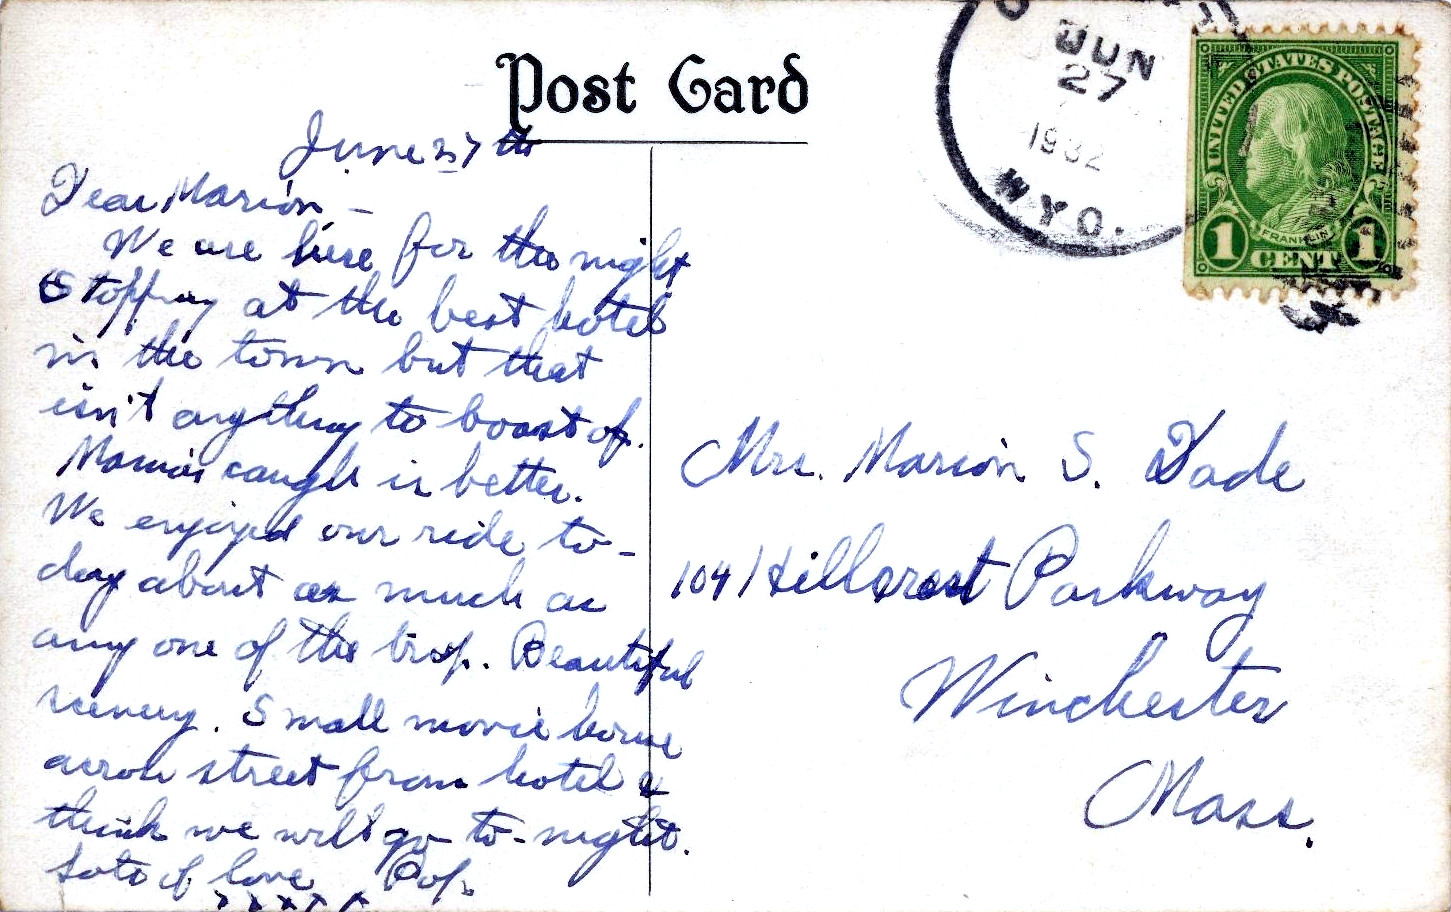 Post Card
JUN
27
1932
WYO.
UNITED STATES POSTAGE
FRANKLIN
1 CENT 1
June 27th
Dear Marion, –
We are here for the night
Stopping at the best hotel
in the town but that
isn't anything to boast of.
Mama's cough is better.
We enjoyed our ride to-
day about as much as
any one of the trip. Beautiful
scenery. Small movie house
across street from hotel &
think we will go to-night.
Lots of love Pop.
x x x x x
Mrs. Marion S. Dade
104 Hillcrest Parkway
Winchester
Mass.